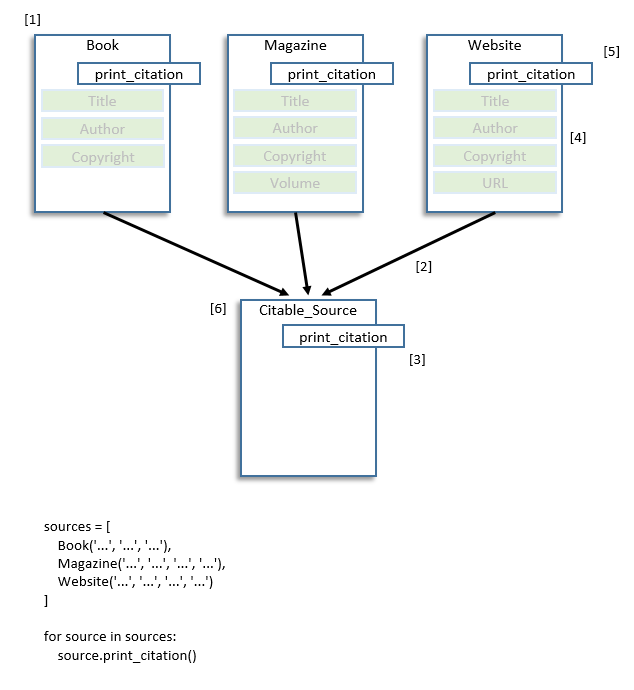 [1]
Book
Magazine
Website
print_citation
print_citation
print_citation
[5]
Title
Title
Title
Author
Author
Author
[4]
Copyright
Copyright
Copyright
Volume
URL
[2]
[6]
Citable_Source
print_citation
[3]
sources = [
Book('...', '...', '...'),
Magazine('...', '...', '...', '...'),
Website('...', '...', '...', '...')
]
for source in sources:
source.print_citation()